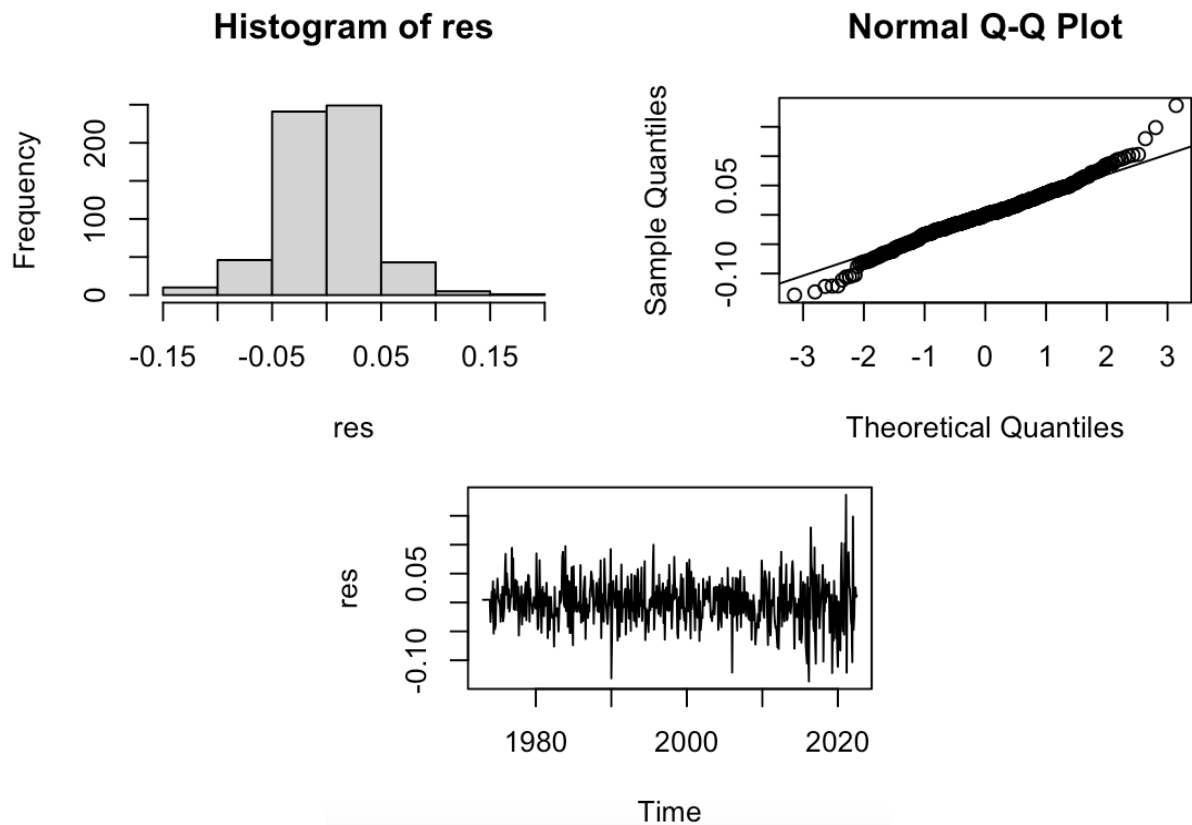 Histogram of res
Frequency
0
100
200
-0.15
-0.05
0.05
0.15
res
Normal Q-Q Plot
Sample Quantiles
-0.10
0.05
-3
-2
-1
0
1
2
3
Theoretical Quantiles
res
-0.10
0.05
1980
2000
2020
Time